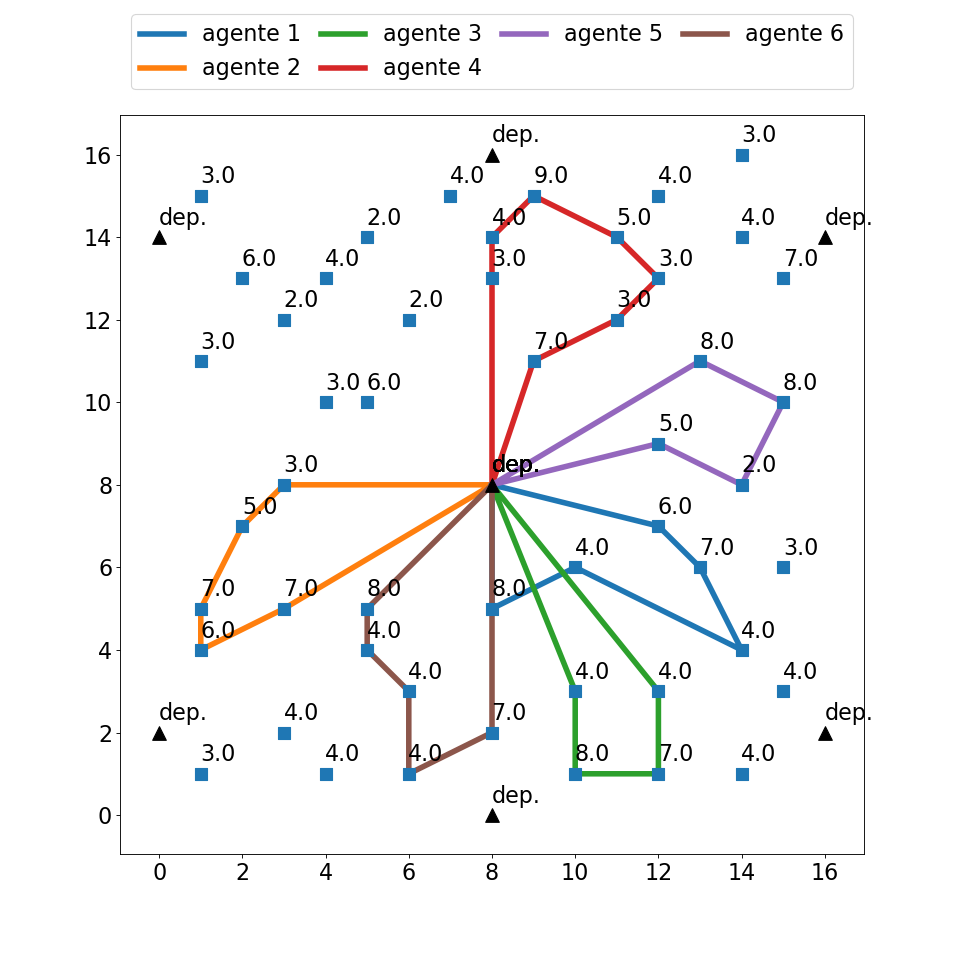 agente 1 agente 3 agente 5 agente 6
agente 2 agente 4
dep. 3.0
16
3.0 4.0 9.0 4.0
dep. 2.0 4.0 5.0 4.0 dep.
14
6.0 4.0 3.0 3.0 7.0
2.0 2.0 3.0
12
3.0 7.0 8.0
3.0 6.0 8.0
10
5.0
3.0 dep. 2.0
8
5.0 6.0
4.0 7.0 3.0
6
7.0 7.0 8.0 8.0
6.0 4.0 4.0
4
4.0 4.0 4.0 4.0
dep. 4.0 7.0 dep.
2
3.0 4.0 4.0 8.0 7.0 4.0
dep.
0
0 2 4 6 8 10 12 14 16